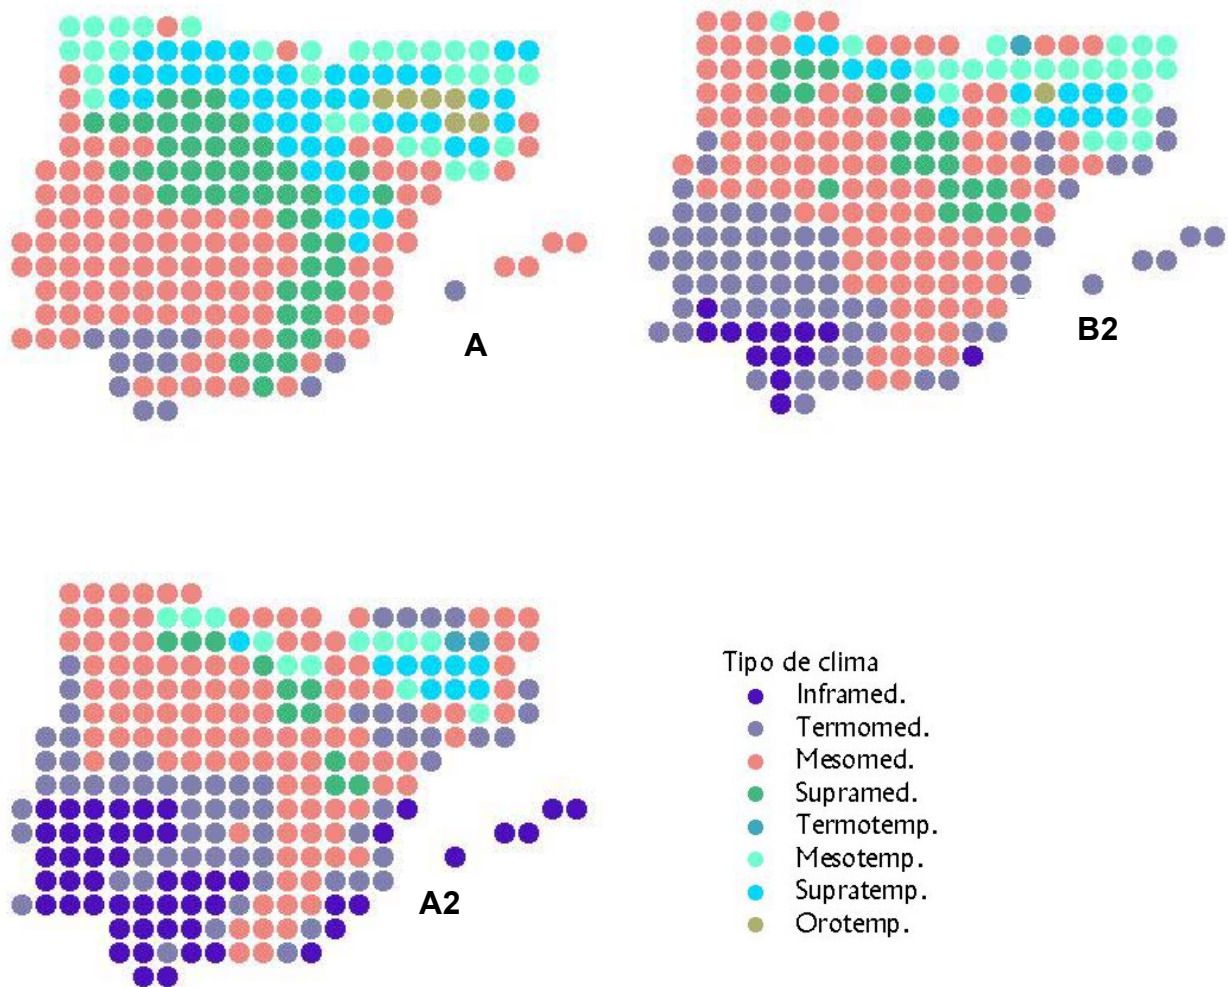 A
B2
A2
Tipo de clima
Inframed.
Termomed.
Mesomed.
Supramed.
Termotemp.
Mesotemp.
Supratemp.
Orotemp.